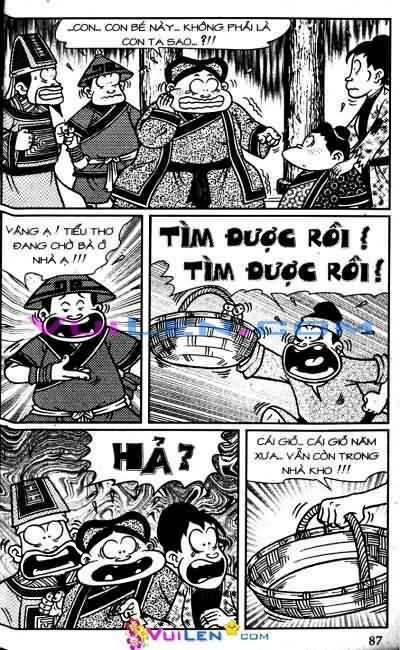 ...CON... CON BÉ NÀY... KHÔNG PHẢI LÀ
CON TA SAO...?!!
VÂNG Ạ! TIỂU THƠ
ĐANG CHỜ BÀ Ở
NHÀ Ạ!!!
TÌM ĐƯỢC RỒI!
TÌM ĐƯỢC RỒI!
VUILEN.COM
HẢ?
CÁI GIỎ... CÁI GIỎ NĂM
XƯA... VẪN CÒN TRONG
NHÀ KHO!!!
VUILEN.COM
87